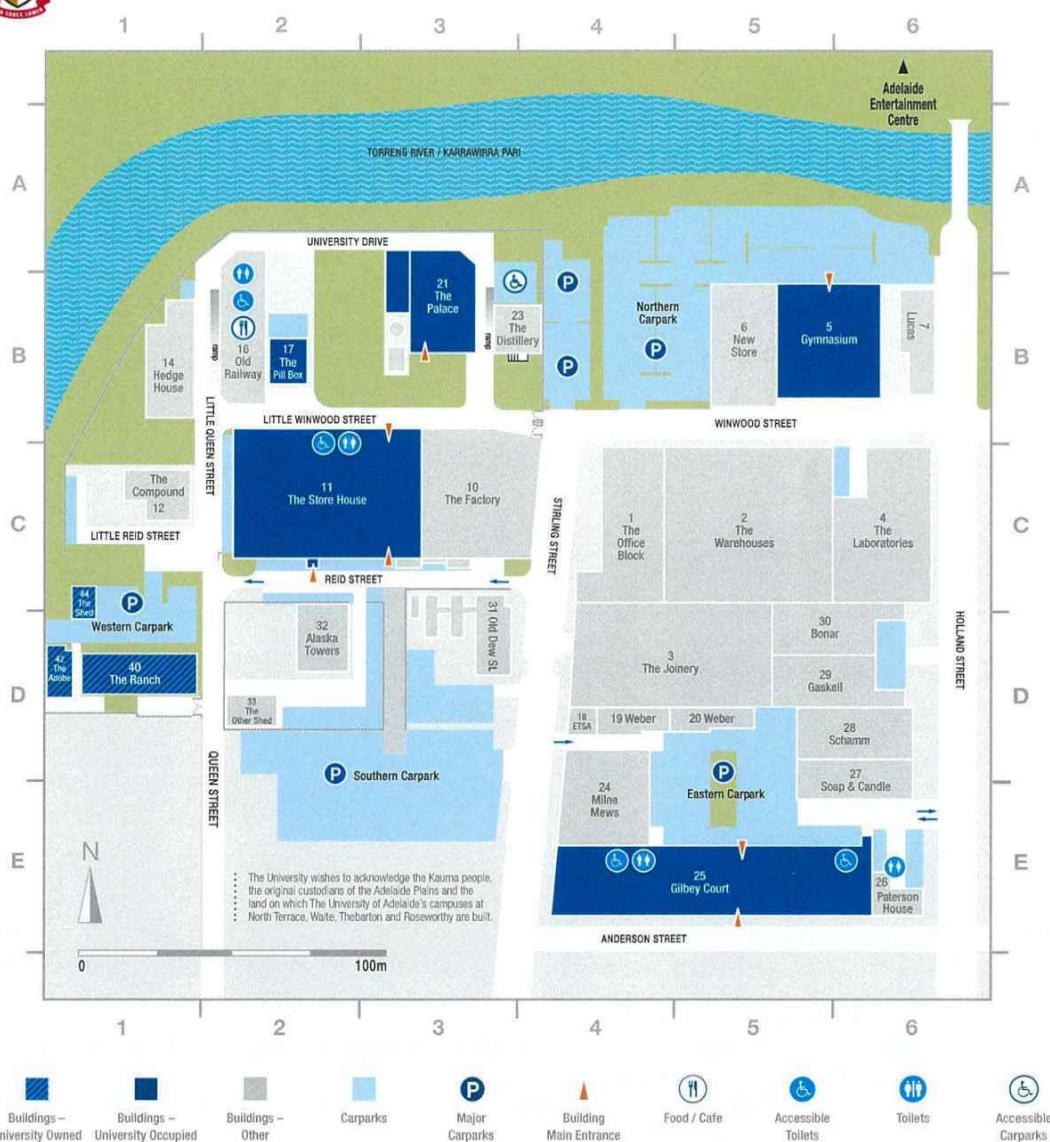 1 2 3 4 5 6
Adelaide
Entertainment
Centre
TORRENS RIVER / KARRAWIRRA PARI
A A
UNIVERSITY DRIVE
21
The
Palace
23
The
Distillery
ramp
ramp
16
Old
Railway
17
The
Pill Box
14
Hedge
House
P
P
Northern
Carpark
P
6
New
Store
5
Gymnasium
7
Lucas
B B
LITTLE QUEEN STREET
LITTLE WINWOOD STREET
WINWOOD STREET
11
The Store House
10
The Factory
STIRLING STREET
1
The
Office
Block
2
The
Warehouses
4
The
Laboratories
The
Compound
12
C C
LITTLE REID STREET
REID STREET
44
The
Shed
P
Western Carpark
42
The
Adobe
40
The Ranch
32
Alaska
Towers
31 Old Dew St.
33
The
Other Shed
3
The Joinery
30
Bonar
29
Gaskell
HOLLAND STREET
D D
18
ETSA
19 Weber
20 Weber
28
Schamm
27
Soap & Candle
QUEEN STREET
P
Southern Carpark
24
Milne
Mews
P
Eastern Carpark
E E
25
Gilbey Court
26
Paterson
House
ANDERSON STREET
N
The University wishes to acknowledge the Kaurna people,
the original custodians of the Adelaide Plains and the
land on which The University of Adelaide's campuses at
North Terrace, Waite, Thebarton and Roseworthy are built.
0 100m
1 2 3 4 5 6
P
Buildings –
niversity Owned
Buildings –
University Occupied
Buildings –
Other
Carparks
Major
Carparks
Building
Main Entrance
Food / Cafe
Accessible
Toilets
Toilets
Accessible
Carparks